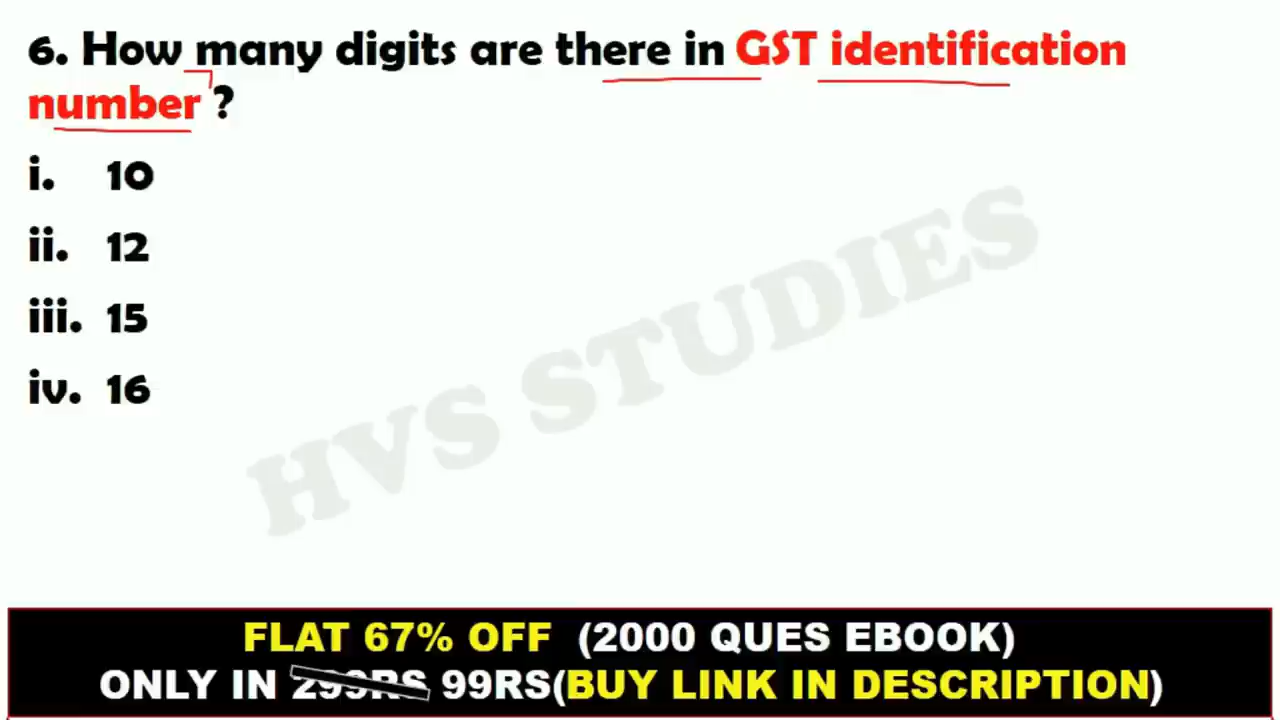 6. How many digits are there in GST identification
number ?
i. 10
ii. 12
iii. 15
iv. 16
HVS STUDIES
FLAT 67% OFF (2000 QUES EBOOK)
ONLY IN 299RS 99RS(BUY LINK IN DESCRIPTION)